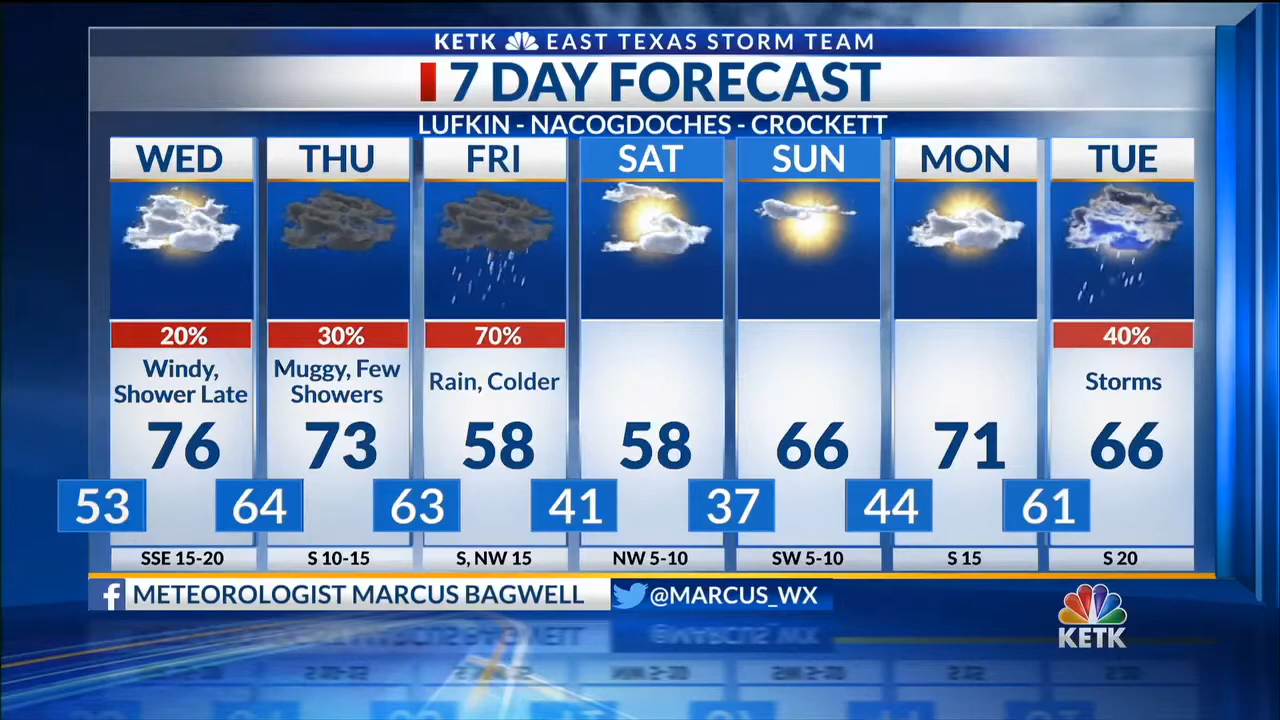 KETK EAST TEXAS STORM TEAM
7 DAY FORECAST
LUFKIN - NACOGDOCHES - CROCKETT
WED THU FRI SAT SUN MON TUE
20% 30% 70% 40%
Windy, Shower Late
Muggy, Few Showers
Rain, Colder
Storms
76 73 58 58 66 71 66
53 64 63 41 37 44 61
SSE 15-20 S 10-15 S, NW 15 NW 5-10 SW 5-10 S 15 S 20
f METEOROLOGIST MARCUS BAGWELL @MARCUS_WX
KETK